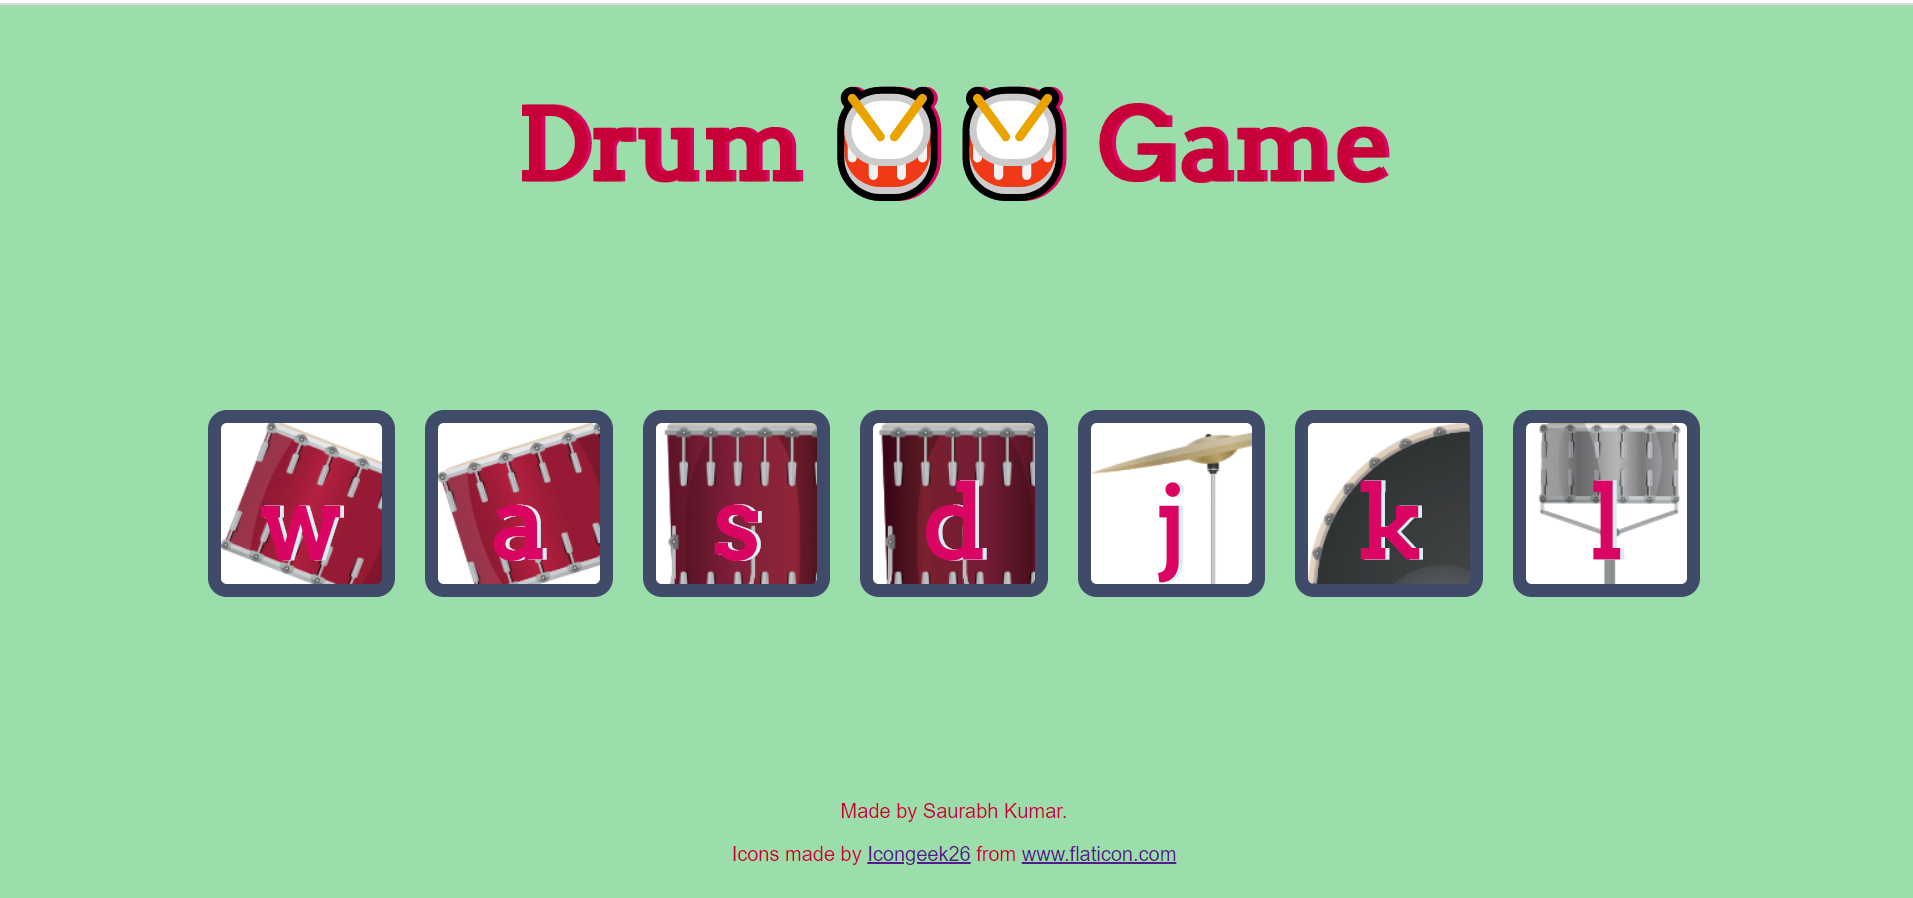 Drum 🥁🥁 Game
w a s d j k l
Made by Saurabh Kumar.
Icons made by Icongeek26 from www.flaticon.com